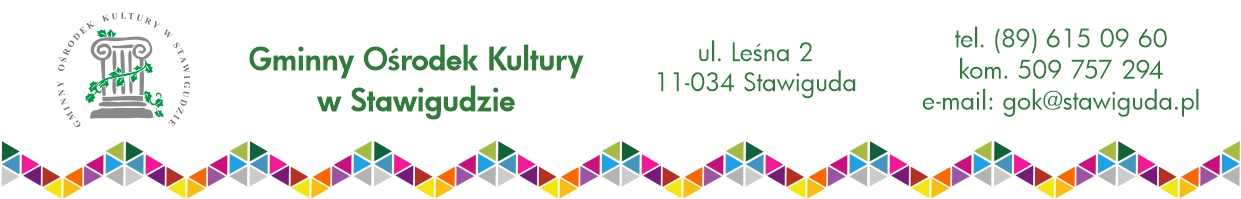 GMINNY OŚRODEK KULTURY W STAWIGUDZIE
Gminny Ośrodek Kultury
w Stawigudzie
ul. Leśna 2
11-034 Stawiguda
tel. (89) 615 09 60
kom. 509 757 294
e-mail: gok@stawiguda.pl